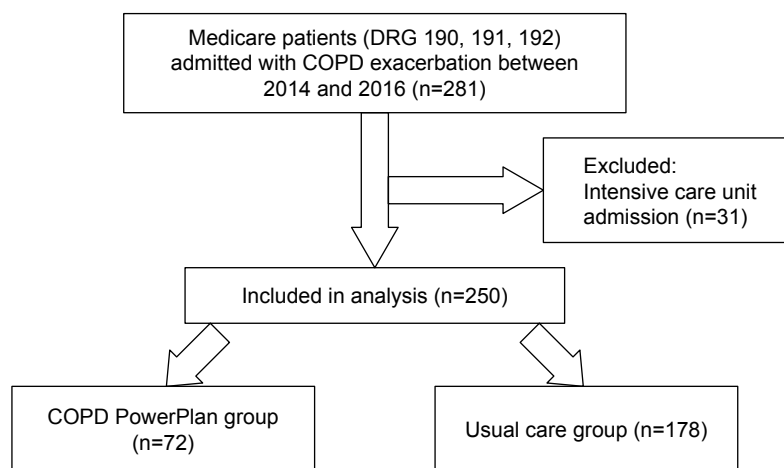 Medicare patients (DRG 190, 191, 192)
admitted with COPD exacerbation between
2014 and 2016 (n=281)
Excluded:
Intensive care unit
admission (n=31)
Included in analysis (n=250)
COPD PowerPlan group
(n=72)
Usual care group (n=178)